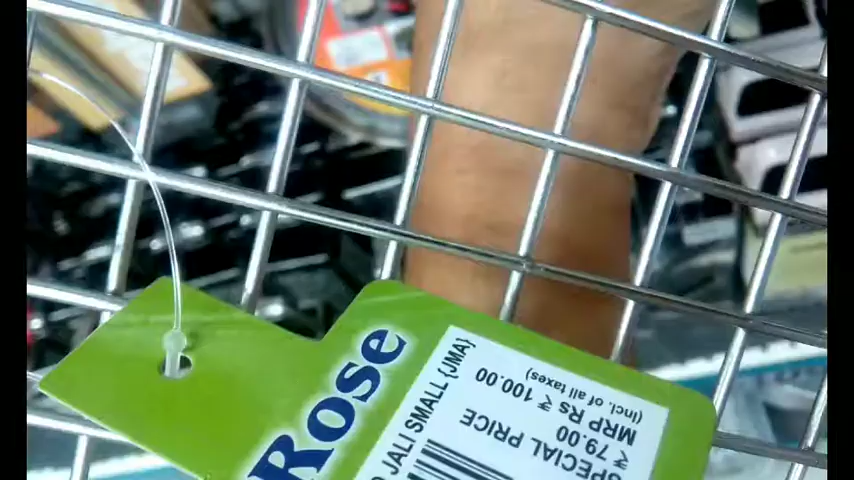 Rose
JALI SMALL {JMA}
MRP Rs ₹ 100.00
(incl. of all taxes)
SPECIAL PRICE
₹ 79.00